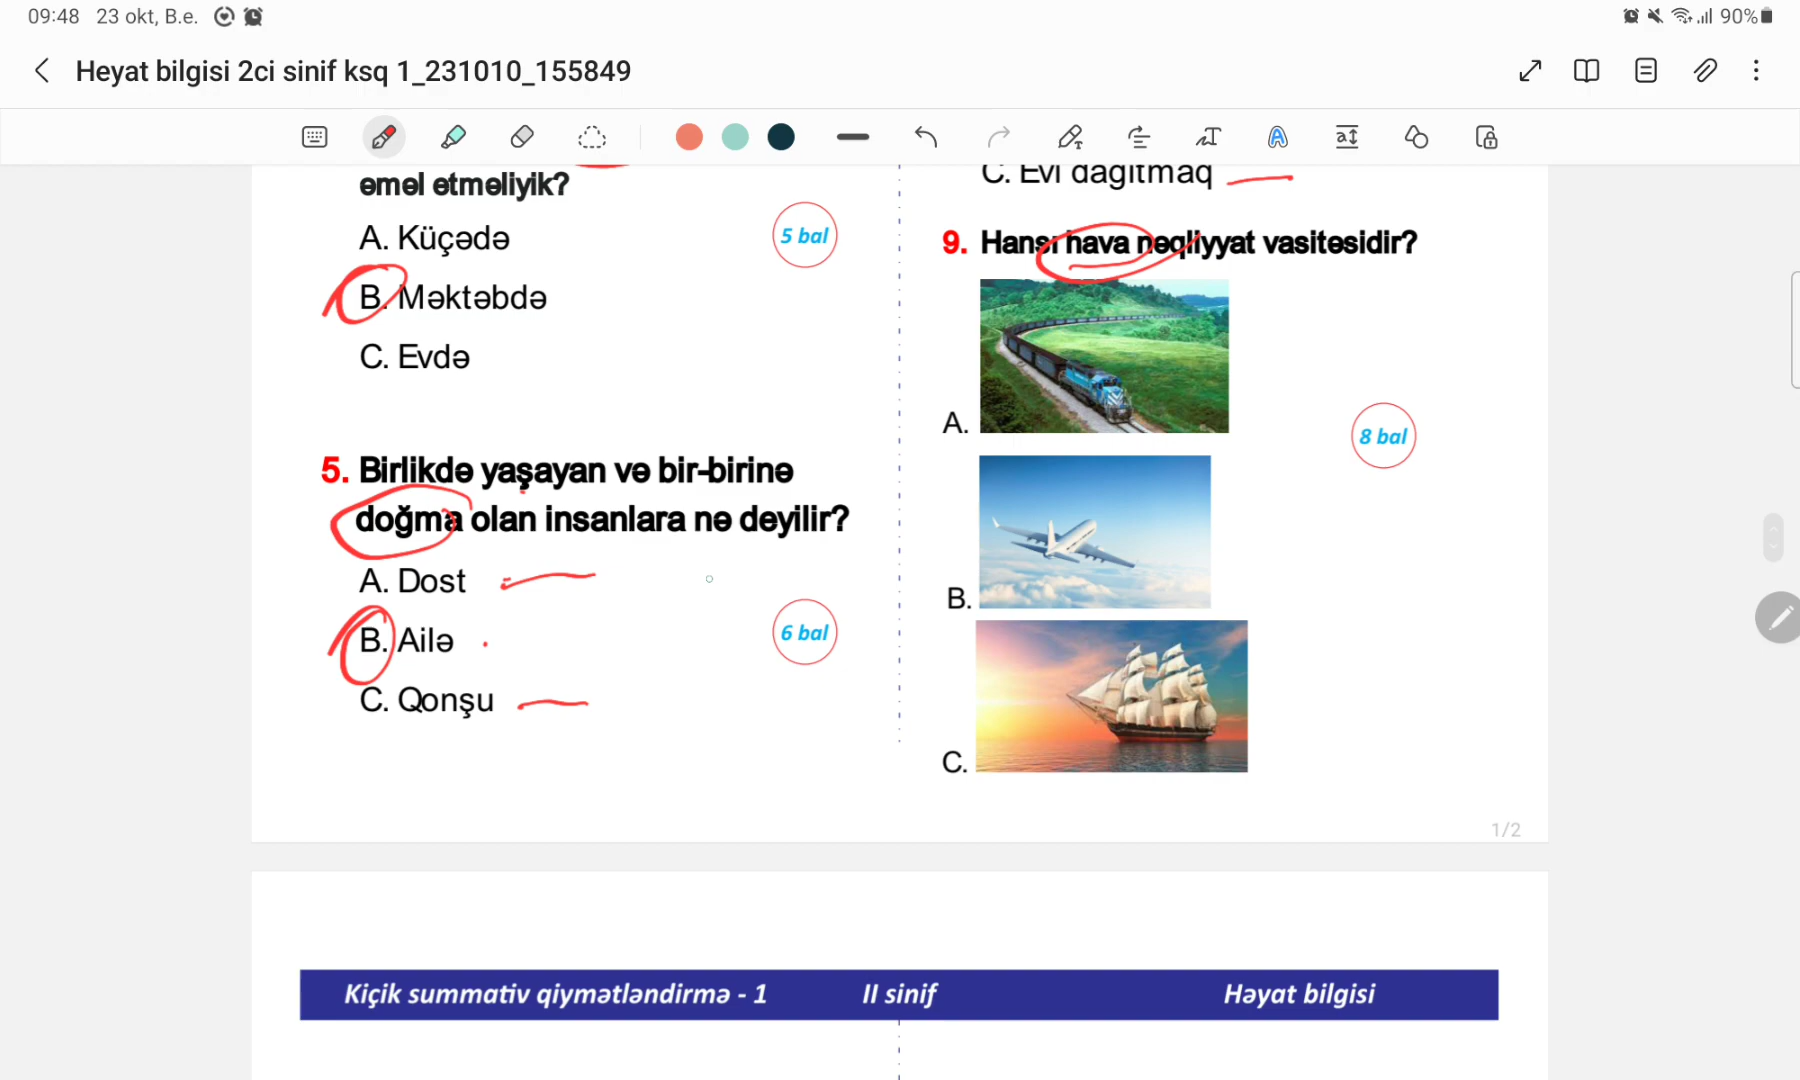 09:48 23 okt, B.e.
90%
Heyat bilgisi 2ci sinif ksq 1_231010_155849
əməl etməliyik?
A. Küçədə
5 bal
B. Məktəbdə
C. Evdə
5. Birlikdə yaşayan və bir-birinə
doğma olan insanlara nə deyilir?
A. Dost
B. Ailə
6 bal
C. Qonşu
C. Evi dağıtmaq
9. Hansı hava nəqliyyat vasitəsidir?
A.
8 bal
B.
C.
1/2
Kiçik summativ qiymətləndirmə - 1 II sinif Həyat bilgisi